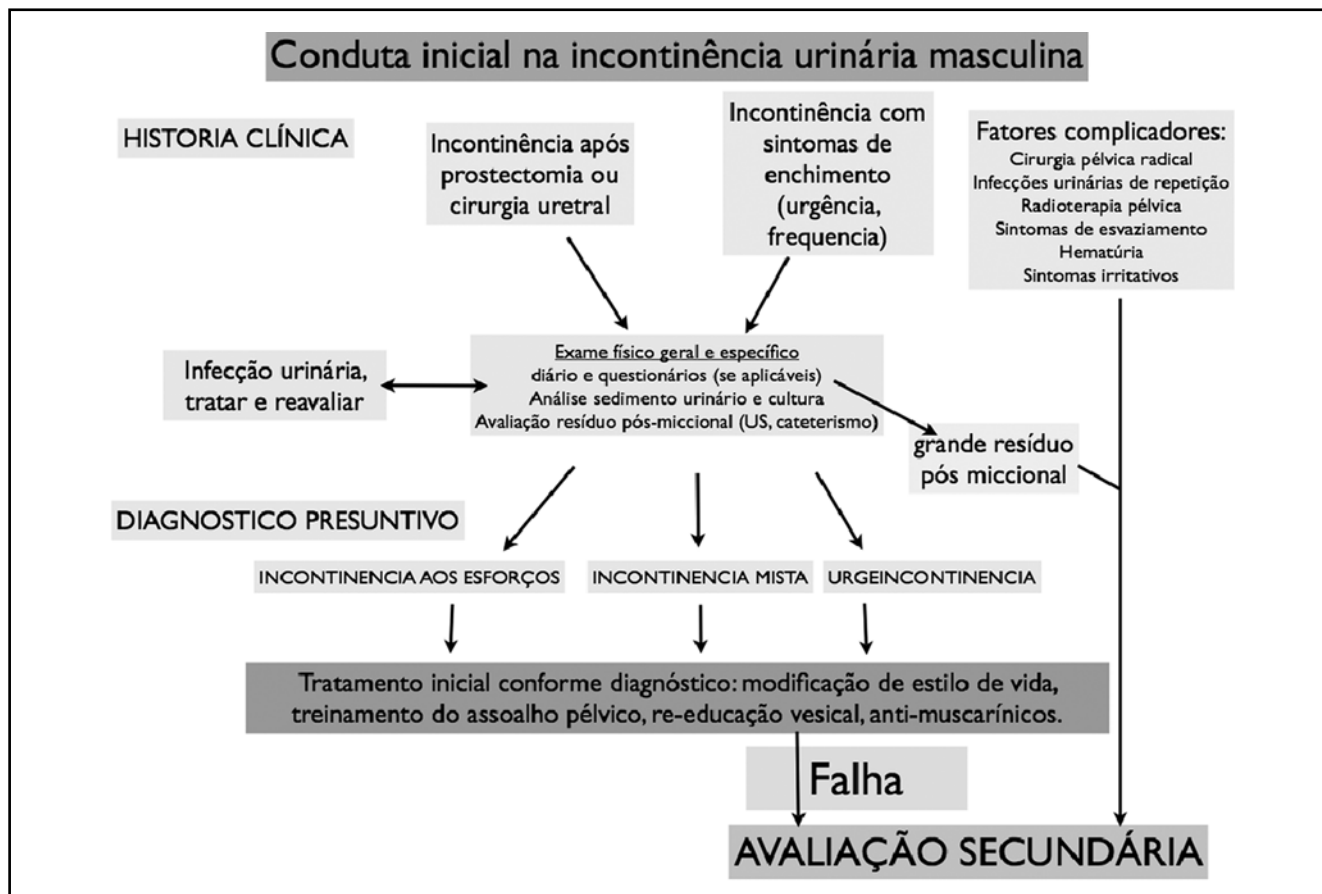 Conduta inicial na incontinência urinária masculina
HISTORIA CLÍNICA
Incontinência após
prostectomia ou
cirurgia uretral
Incontinência com
sintomas de
enchimento
(urgência,
frequencia)
Fatores complicadores:
Cirurgia pélvica radical
Infecções urinárias de repetição
Radioterapia pélvica
Sintomas de esvaziamento
Hematúria
Sintomas irritativos
Infecção urinária,
tratar e reavaliar
Exame físico geral e específico
diário e questionários (se aplicáveis)
Análise sedimento urinário e cultura
Avaliação resíduo pós-miccional (US, cateterismo)
grande resíduo
pós miccional
DIAGNOSTICO PRESUNTIVO
INCONTINENCIA AOS ESFORÇOS
INCONTINENCIA MISTA
URGEINCONTINENCIA
Tratamento inicial conforme diagnóstico: modificação de estilo de vida,
treinamento do assoalho pélvico, re-educação vesical, anti-muscarínicos.
Falha
AVALIAÇÃO SECUNDÁRIA